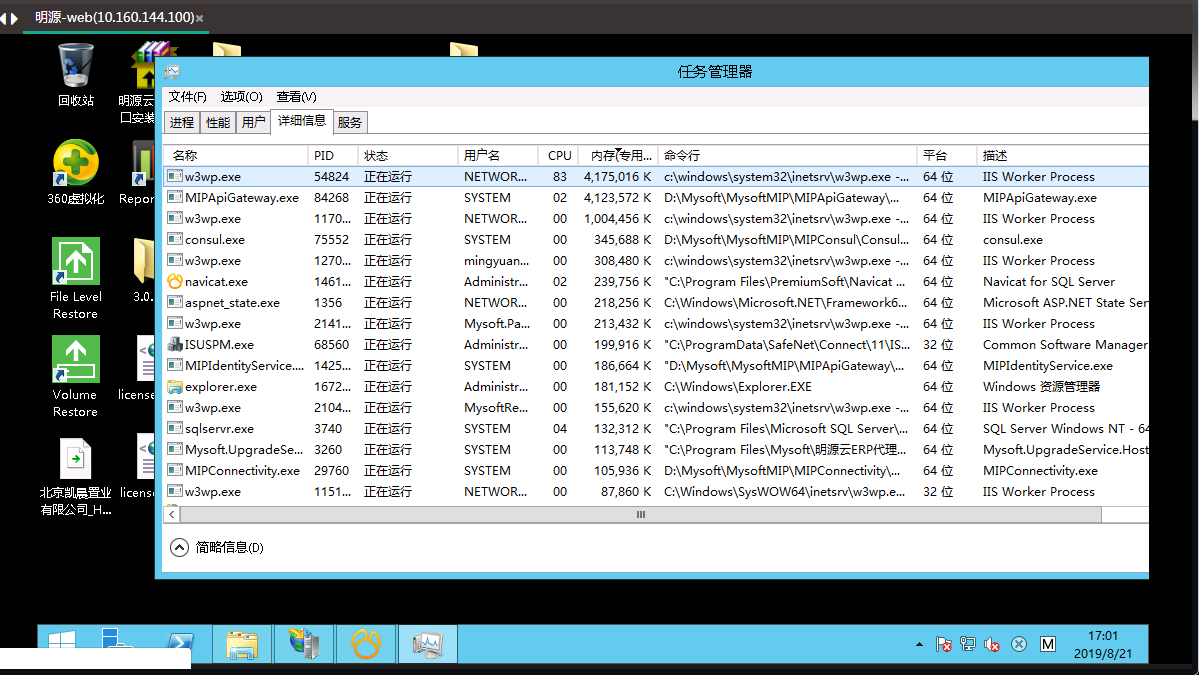 明源-web(10.160.144.100)
任务管理器
文件(F) 选项(O) 查看(V)
进程 性能 用户 详细信息 服务
名称 PID 状态 用户名 CPU 内存(专用... 命令行 平台 描述
w3wp.exe 54824 正在运行 NETWOR... 83 4,175,016 K c:\windows\system32\inetsrv\w3wp.exe -... 64 位 IIS Worker Process
MIPApiGateway.exe 84268 正在运行 SYSTEM 02 4,123,572 K D:\Mysoft\MysoftMIP\MIPApiGateway\... 64 位 MIPApiGateway.exe
w3wp.exe 1170... 正在运行 NETWOR... 00 1,004,456 K c:\windows\system32\inetsrv\w3wp.exe -... 64 位 IIS Worker Process
consul.exe 75552 正在运行 SYSTEM 00 345,688 K D:\Mysoft\MysoftMIP\MIPConsul\Consul... 64 位 consul.exe
w3wp.exe 1270... 正在运行 mingyuan... 00 308,480 K c:\windows\system32\inetsrv\w3wp.exe -... 64 位 IIS Worker Process
navicat.exe 1461... 正在运行 Administr... 02 239,756 K "C:\Program Files\PremiumSoft\Navicat ... 64 位 Navicat for SQL Server
aspnet_state.exe 1356 正在运行 NETWOR... 00 218,256 K C:\Windows\Microsoft.NET\Framework6... 64 位 Microsoft ASP.NET State Ser
w3wp.exe 2141... 正在运行 Mysoft.Pa... 00 213,432 K c:\windows\system32\inetsrv\w3wp.exe -... 64 位 IIS Worker Process
ISUSPM.exe 68560 正在运行 Administr... 00 199,916 K "C:\ProgramData\SafeNet\Connect\11\IS... 32 位 Common Software Manager
MIPIdentityService.... 1425... 正在运行 SYSTEM 00 186,664 K "D:\Mysoft\MysoftMIP\MIPApiGateway\... 64 位 MIPIdentityService.exe
explorer.exe 1672... 正在运行 Administr... 00 181,152 K C:\Windows\Explorer.EXE 64 位 Windows 资源管理器
w3wp.exe 2104... 正在运行 MysoftRe... 00 155,620 K c:\windows\system32\inetsrv\w3wp.exe -... 64 位 IIS Worker Process
sqlservr.exe 3740 正在运行 SYSTEM 04 132,312 K "C:\Program Files\Microsoft SQL Server\... 64 位 SQL Server Windows NT - 64
Mysoft.UpgradeSe... 3260 正在运行 SYSTEM 00 113,748 K "C:\Program Files\Mysoft\明源云ERP代理... 64 位 Mysoft.UpgradeService.Host
MIPConnectivity.exe 29760 正在运行 SYSTEM 00 105,936 K D:\Mysoft\MysoftMIP\MIPConnectivity\... 64 位 MIPConnectivity.exe
w3wp.exe 1151... 正在运行 NETWOR... 00 87,860 K C:\Windows\SysWOW64\inetsrv\w3wp.e... 32 位 IIS Worker Process
简略信息(D)
回收站
明源云
口安装
360虚拟化
Repor
File Level
Restore
3.0.
Volume
Restore
license
北京凯晨置业
有限公司_H...
license
M
17:01
2019/8/21